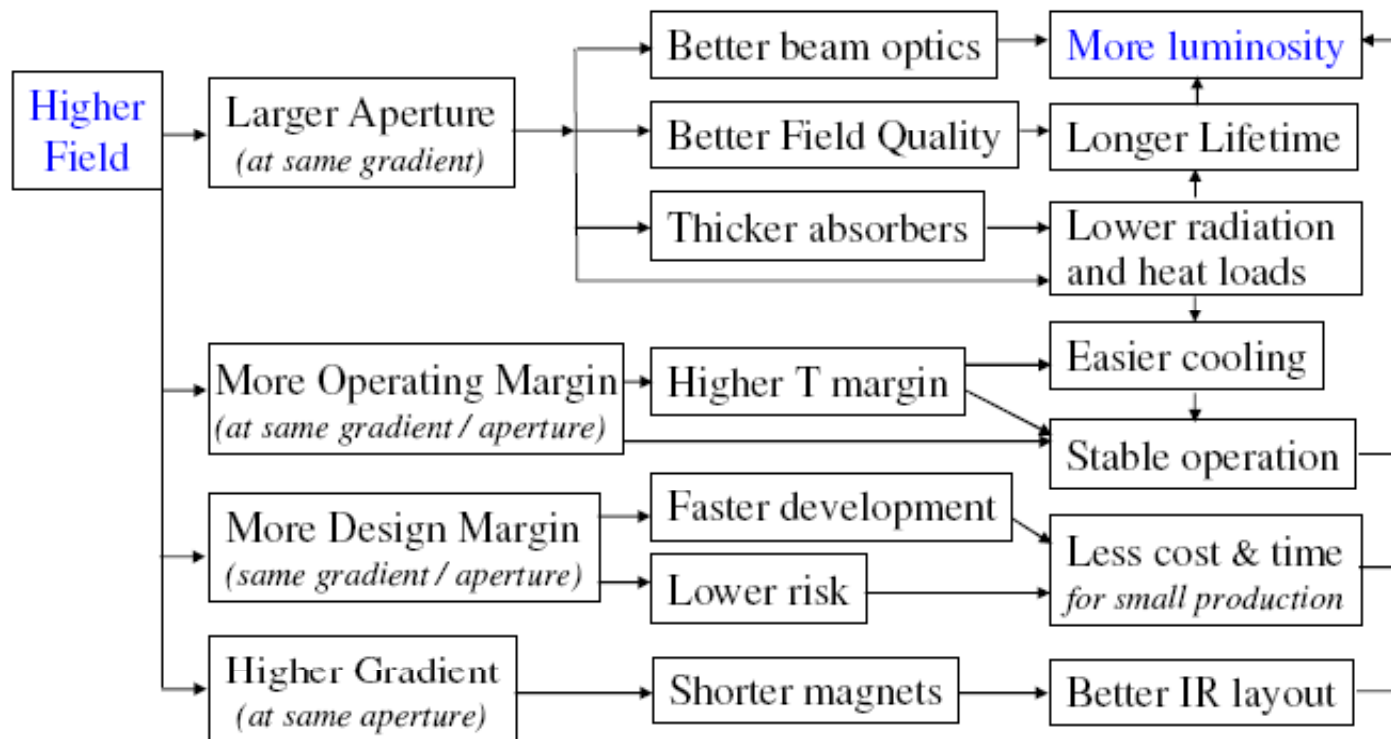 Higher
Field
Larger Aperture
(at same gradient)
Better beam optics
More luminosity
Better Field Quality
Longer Lifetime
Thicker absorbers
Lower radiation
and heat loads
More Operating Margin
(at same gradient / aperture)
Higher T margin
Easier cooling
Stable operation
More Design Margin
(same gradient / aperture)
Faster development
Lower risk
Less cost & time
for small production
Higher Gradient
(at same aperture)
Shorter magnets
Better IR layout